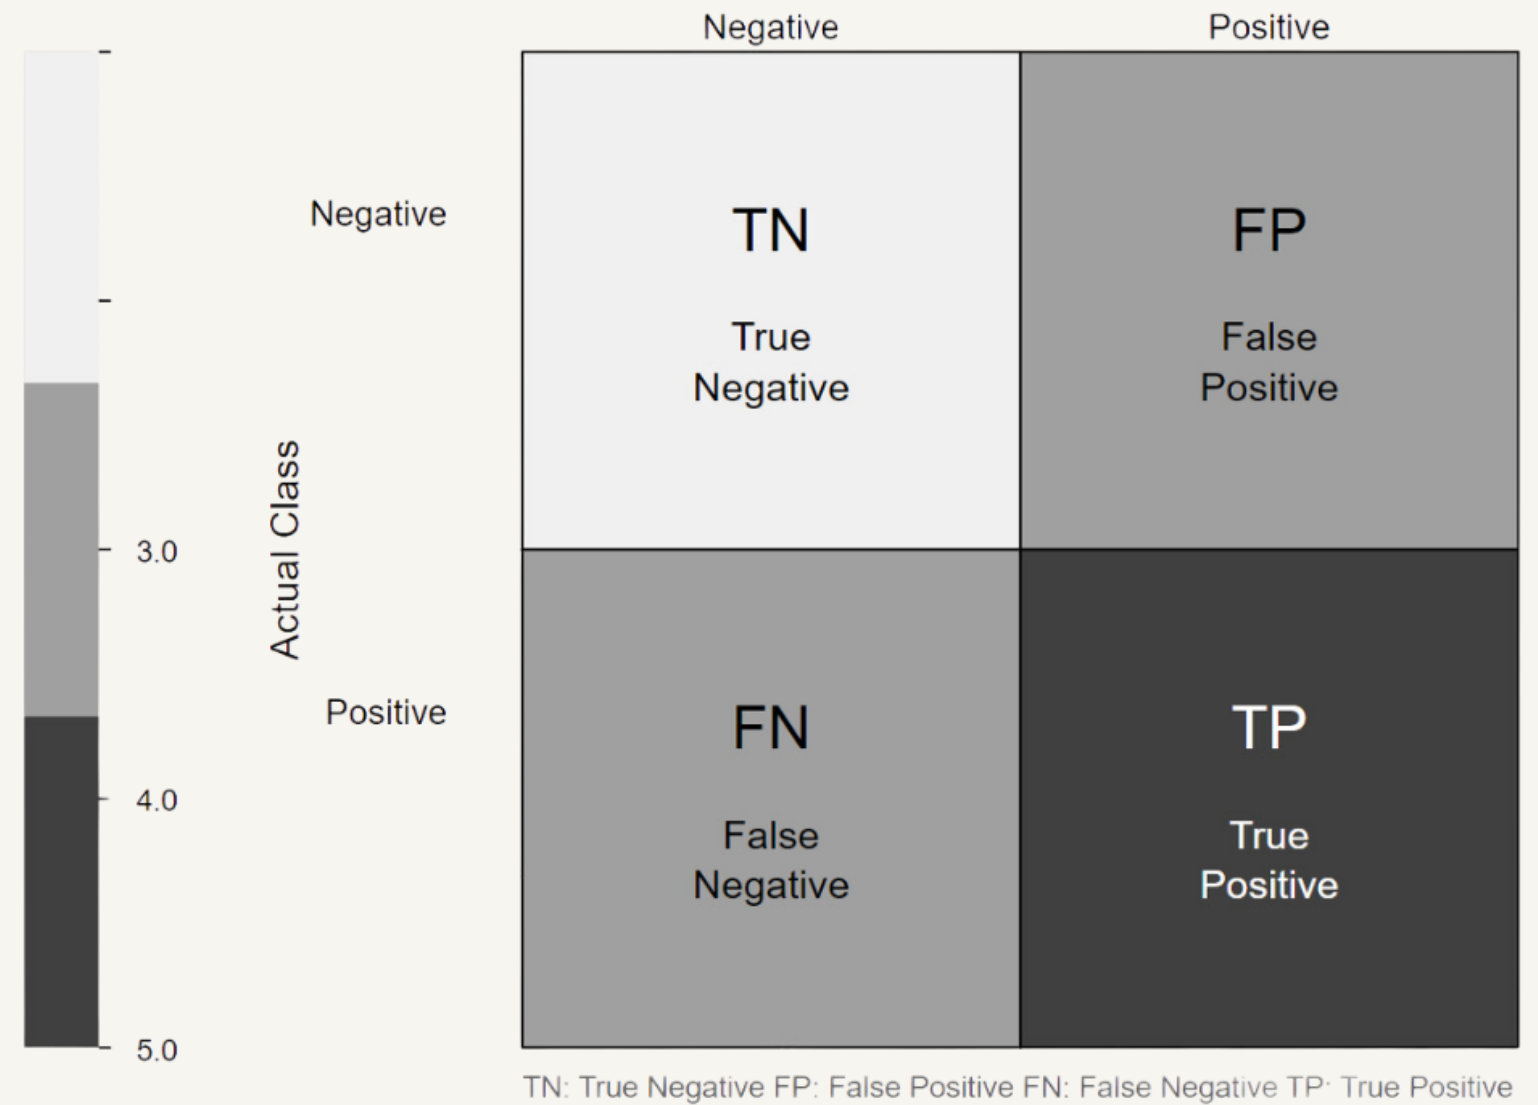 Negative Positive
Negative
TN
FP
True
Negative
False
Positive
3.0
Actual Class
Positive
FN
TP
4.0
False
Negative
True
Positive
5.0
TN: True Negative FP: False Positive FN: False Negative TP: True Positive